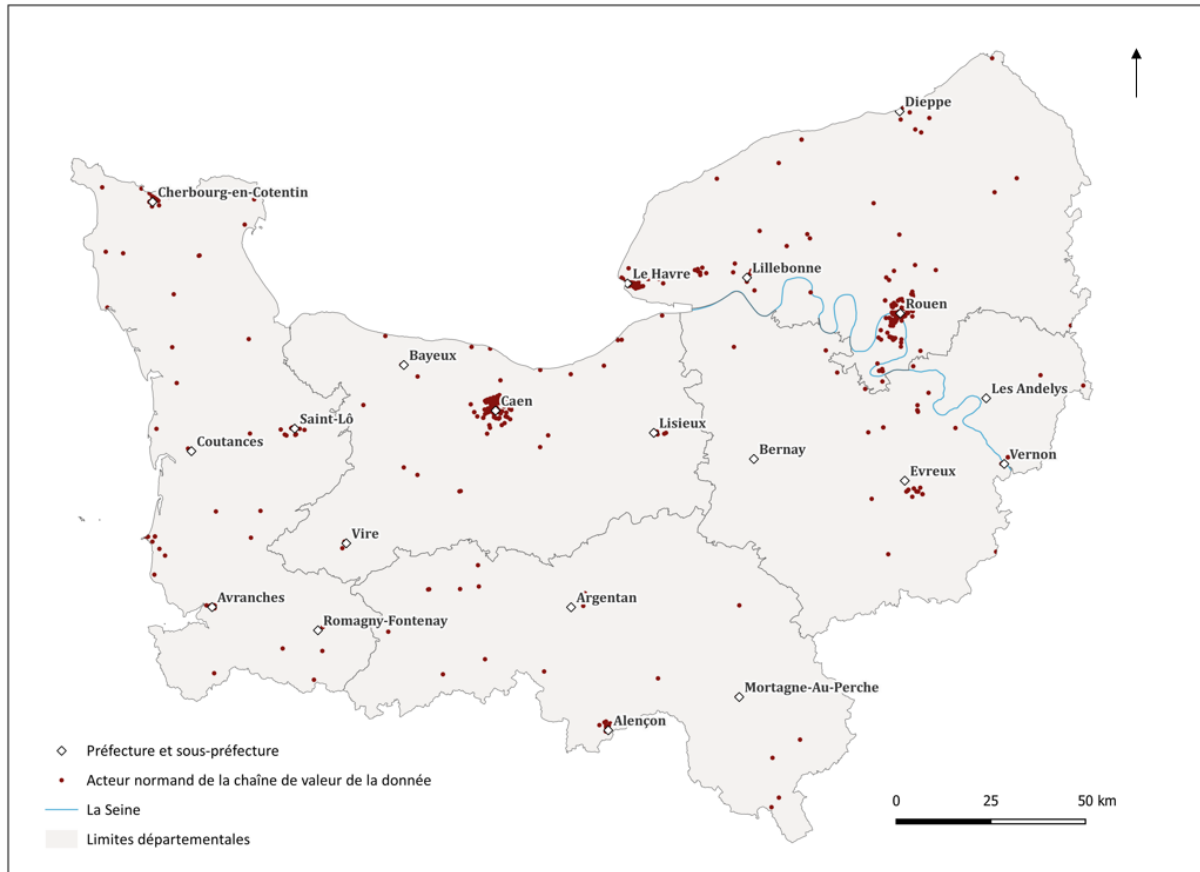 Dieppe
Cherbourg-en-Cotentin
Le Havre
Lillebonne
Rouen
Bayeux
Les Andelys
Caen
Saint-Lô
Lisieux
Coutances
Bernay
Vernon
Evreux
Vire
Avranches
Argentan
Romagny-Fontenay
Mortagne-Au-Perche
Alençon
Préfecture et sous-préfecture
Acteur normand de la chaîne de valeur de la donnée
La Seine
Limites départementales
0 25 50 km